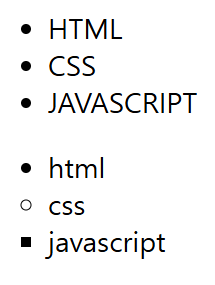 • HTML
• CSS
• JAVASCRIPT
• html
○ css
■ javascript